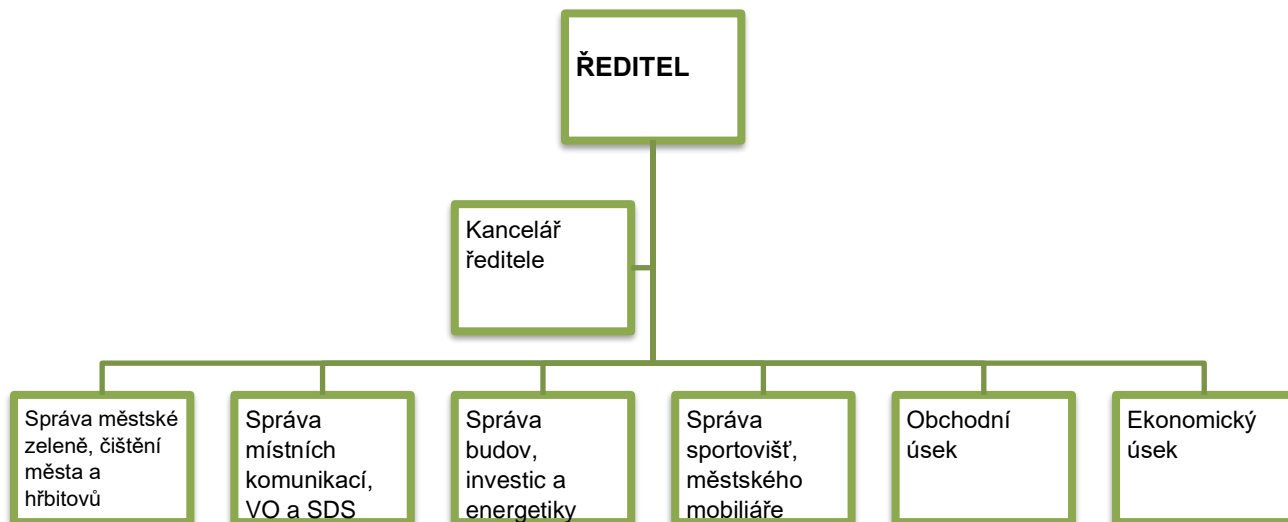 ŘEDITEL
Kancelář
ředitele
Správa městské
zeleně, čištění
města a
hřbitovů
Správa
místních
komunikací,
VO a SDS
Správa
budov,
investic a
energetiky
Správa
sportovišť,
městského
mobiliáře
Obchodní
úsek
Ekonomický
úsek